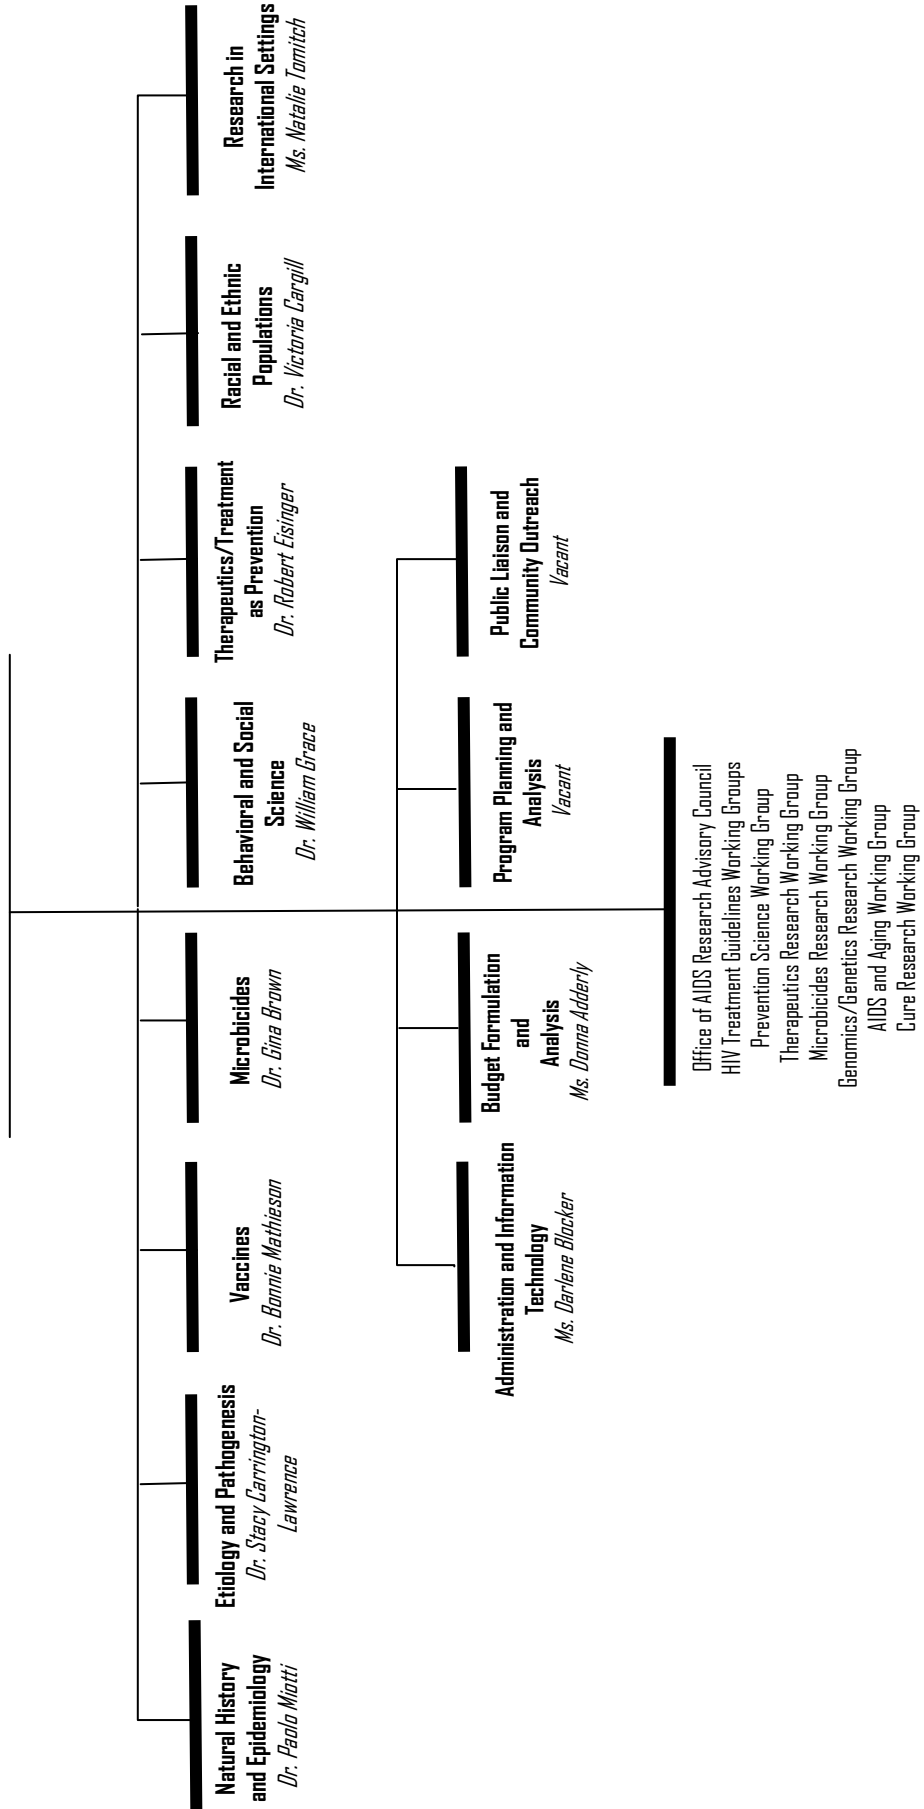 Natural History
and Epidemiology
Dr. Paolo Miotti
Etiology and Pathogenesis
Dr. Stacy Carrington-
Lawrence
Vaccines
Dr. Bonnie Mathieson
Microbicides
Dr. Gina Brown
Behavioral and Social
Science
Dr. William Grace
Therapeutics/Treatment
as Prevention
Dr. Robert Eisinger
Racial and Ethnic
Populations
Dr. Victoria Cargill
Research in
International Settings
Ms. Natalie Tomitch
Administration and Information
Technology
Ms. Darlene Blocker
Budget Formulation
and
Analysis
Ms. Donna Adderly
Program Planning and
Analysis
Vacant
Public Liaison and
Community Outreach
Vacant
Office of AIDS Research Advisory Council
HIV Treatment Guidelines Working Groups
Prevention Science Working Group
Therapeutics Research Working Group
Microbicides Research Working Group
Genomics/Genetics Research Working Group
AIDS and Aging Working Group
Cure Research Working Group